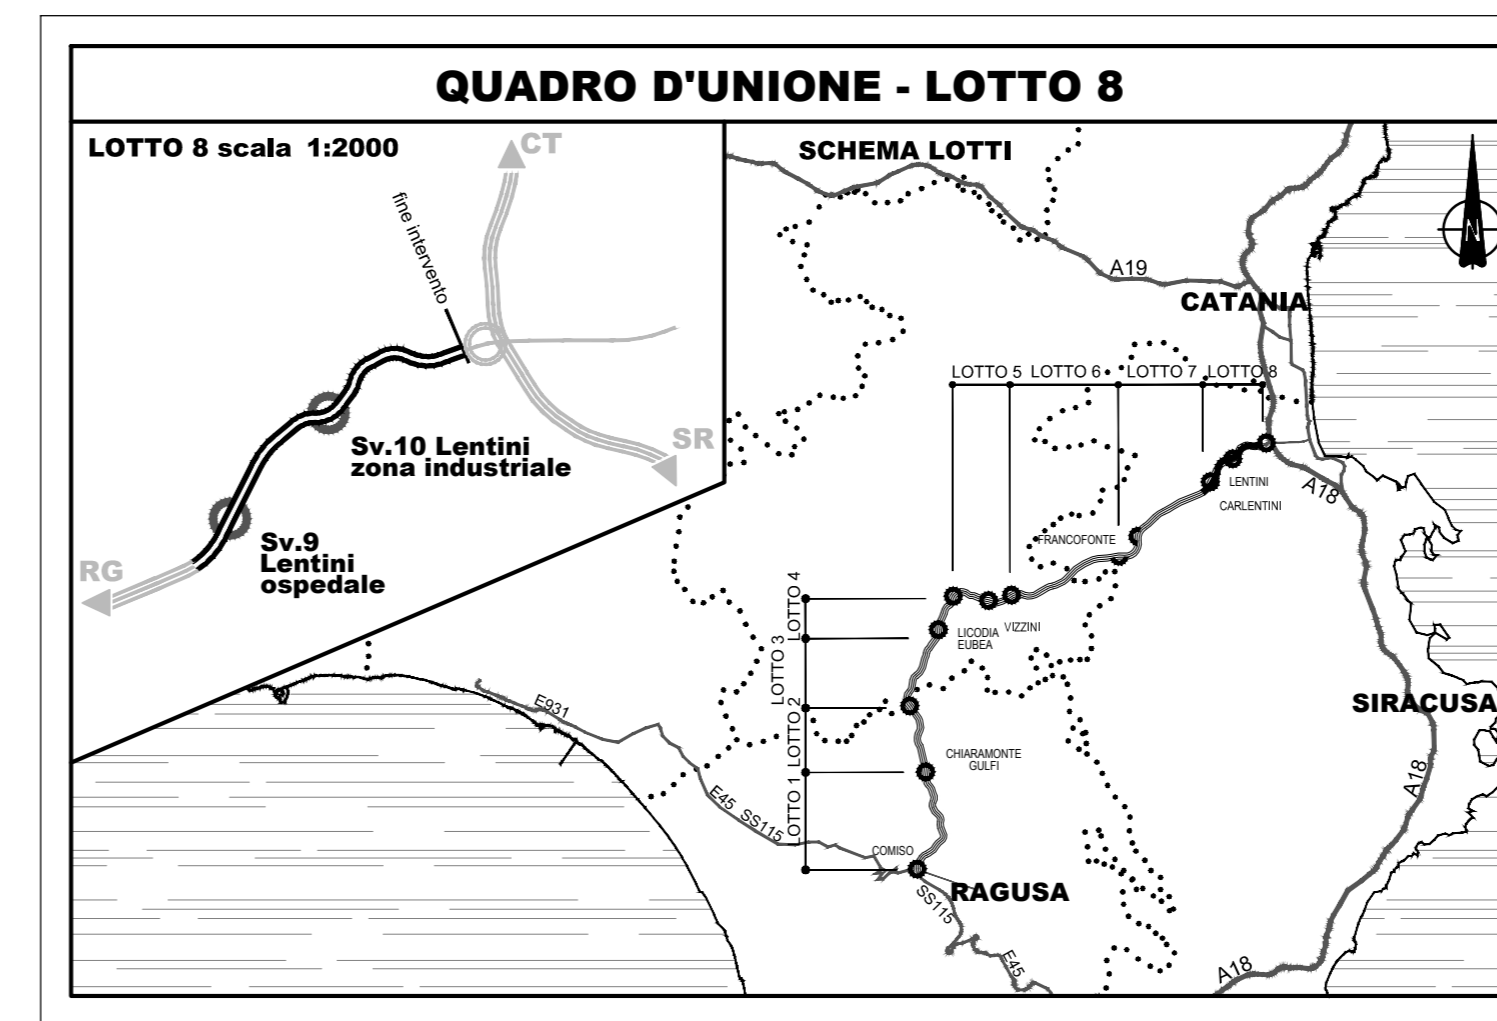 QUADRO D'UNIONE - LOTTO 8
LOTTO 8 scala 1:2000
CT
fine intervento
SR
Sv.10 Lentini
zona industriale
Sv.9
Lentini
ospedale
RG
SCHEMA LOTTI
N
A19
CATANIA
LOTTO 5
LOTTO 6
LOTTO 7
LOTTO 8
LENTINI
CARLENTINI
A18
FRANCOFONTE
LOTTO 4
LOTTO 3
LOTTO 2
LOTTO 1
VIZZINI
LICODIA
EUBEA
SIRACUSA
E931
CHIARAMONTE
GULFI
A18
E45 SS115
COMISO
RAGUSA
SS115
E45
A18